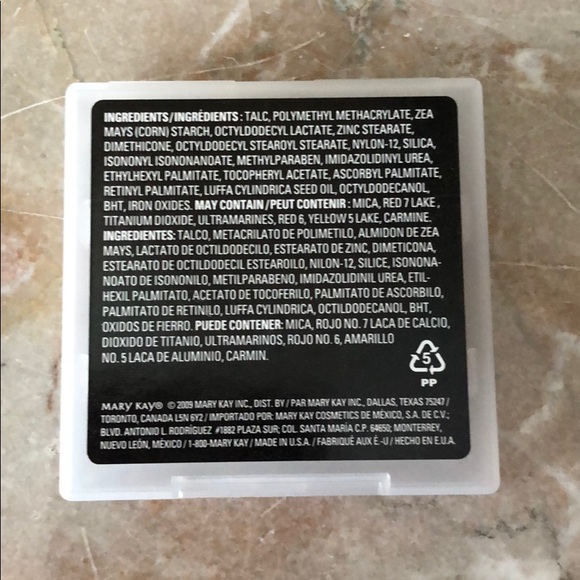 INGREDIENTS/INGRÉDIENTS : TALC, POLYMETHYL METHACRYLATE, ZEA
MAYS (CORN) STARCH, OCTYLDODECYL LACTATE, ZINC STEARATE,
DIMETHICONE, OCTYLDODECYL STEAROYL STEARATE, NYLON-12, SILICA,
ISONONYL ISONONANOATE, METHYLPARABEN, IMIDAZOLIDINYL UREA,
ETHYLHEXYL PALMITATE, TOCOPHERYL ACETATE, ASCORBYL PALMITATE,
RETINYL PALMITATE, LUFFA CYLINDRICA SEED OIL, OCTYLDODECANOL,
BHT, IRON OXIDES. MAY CONTAIN/PEUT CONTENIR : MICA, RED 7 LAKE ,
TITANIUM DIOXIDE, ULTRAMARINES, RED 6, YELLOW 5 LAKE, CARMINE.
INGREDIENTES: TALCO, METACRILATO DE POLIMETILO, ALMIDON DE ZEA
MAYS, LACTATO DE OCTILDODECILO, ESTEARATO DE ZINC, DIMETICONA,
ESTEARATO DE OCTILDODECIL ESTEAROILO, NILON-12, SILICE, ISONONA-
NOATO DE ISONONILO, METILPARABENO, IMIDAZOLIDINIL UREA, ETIL-
HEXIL PALMITATO, ACETATO DE TOCOFERILO, PALMITATO DE ASCORBILO,
PALMITATO DE RETINILO, LUFFA CYLINDRICA, OCTILDODECANOL, BHT,
OXIDOS DE FIERRO. PUEDE CONTENER: MICA, ROJO NO. 7 LACA DE CALCIO,
DIOXIDO DE TITANIO, ULTRAMARINES, ROJO NO. 6, AMARILLO
NO. 5 LACA DE ALUMINIO, CARMIN.
5
PP
MARY KAY® © 2009 MARY KAY INC., DIST. BY / PAR MARY KAY INC., DALLAS, TEXAS 75247 /
TORONTO, CANADA L5N 6Y2 / IMPORTADO POR: MARY KAY COSMETICS DE MÉXICO, S.A. DE C.V.;
BLVD. ANTONIO L. RODRÍGUEZ #1882 PLAZA SUR; COL. SANTA MARÍA C.P. 64650; MONTERREY,
NUEVO LEÓN, MÉXICO / 1-800-MARY KAY / MADE IN U.S.A. / FABRIQUÉ AUX É.-U / HECHO EN E.U.A.